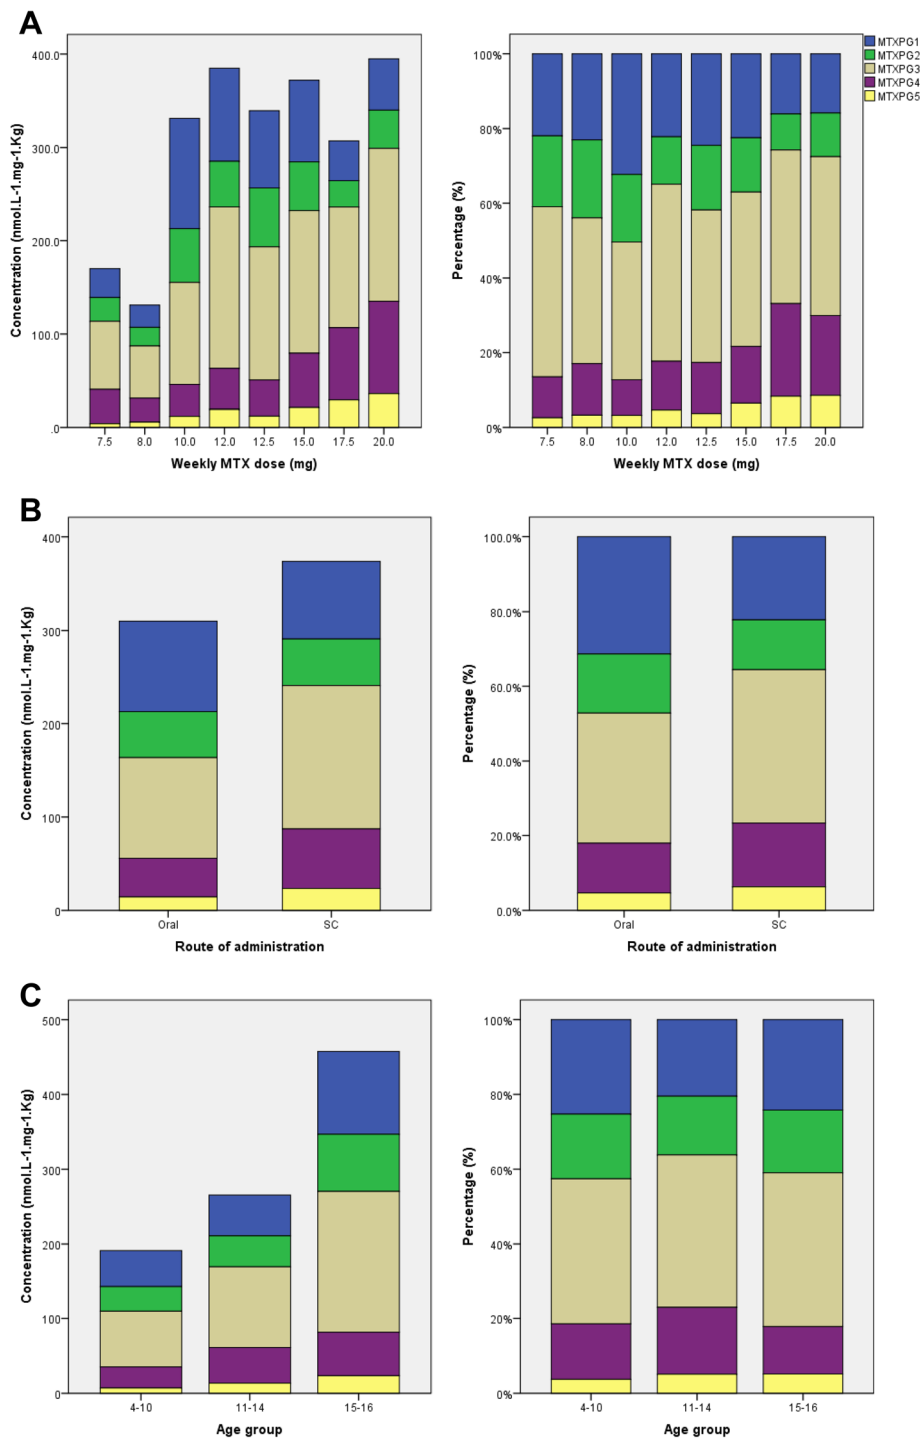 A
Concentration (nmol.L-1.mg-1.Kg)
400.0
300.0
200.0
100.0
.0
7.5 8.0 10.0 12.0 12.5 15.0 17.5 20.0
Weekly MTX dose (mg)
Percentage (%)
100%
80%
60%
40%
20%
0%
7.5 8.0 10.0 12.0 12.5 15.0 17.5 20.0
Weekly MTX dose (mg)
MTXPG1
MTXPG2
MTXPG3
MTXPG4
MTXPG5
B
Concentration (nmol.L-1.mg-1.Kg)
400
300
200
100
0
Oral SC
Route of administration
Percentage (%)
100.0%
80.0%
60.0%
40.0%
20.0%
0.0%
Oral SC
Route of administration
C
Concentration (nmol.L-1.mg-1.Kg)
500
400
300
200
100
0
4-10 11-14 15-16
Age group
Percentage (%)
100%
80%
60%
40%
20%
0%
4-10 11-14 15-16
Age group